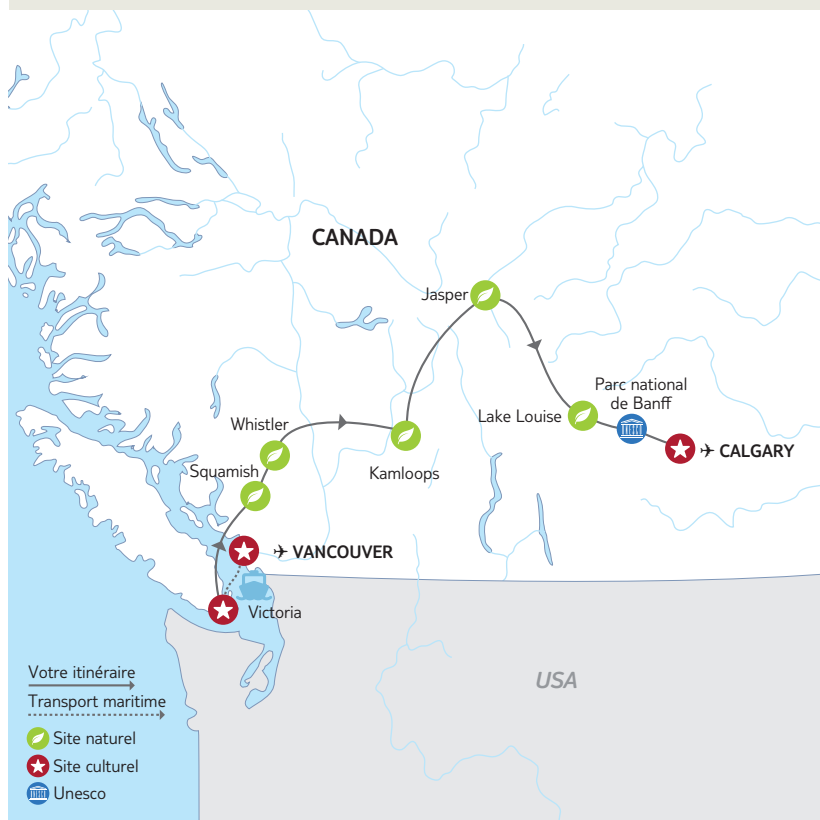 CANADA
Jasper
Parc national
de Banff
Lake Louise
CALGARY
Whistler
Kamloops
Squamish
VANCOUVER
Victoria
USA
Votre itinéraire
Transport maritime
Site naturel
Site culturel
Unesco